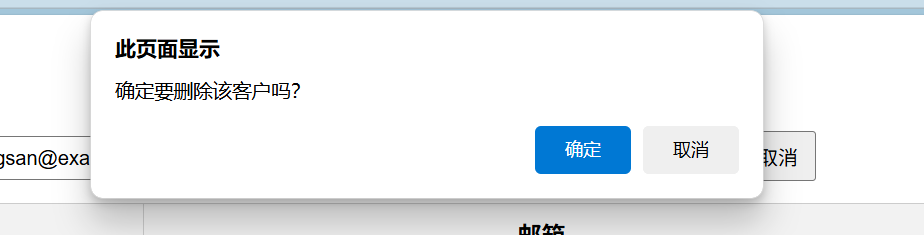 此页面显示
确定要删除该客户吗？
确定 取消
gsan@exa
取消
邮箱